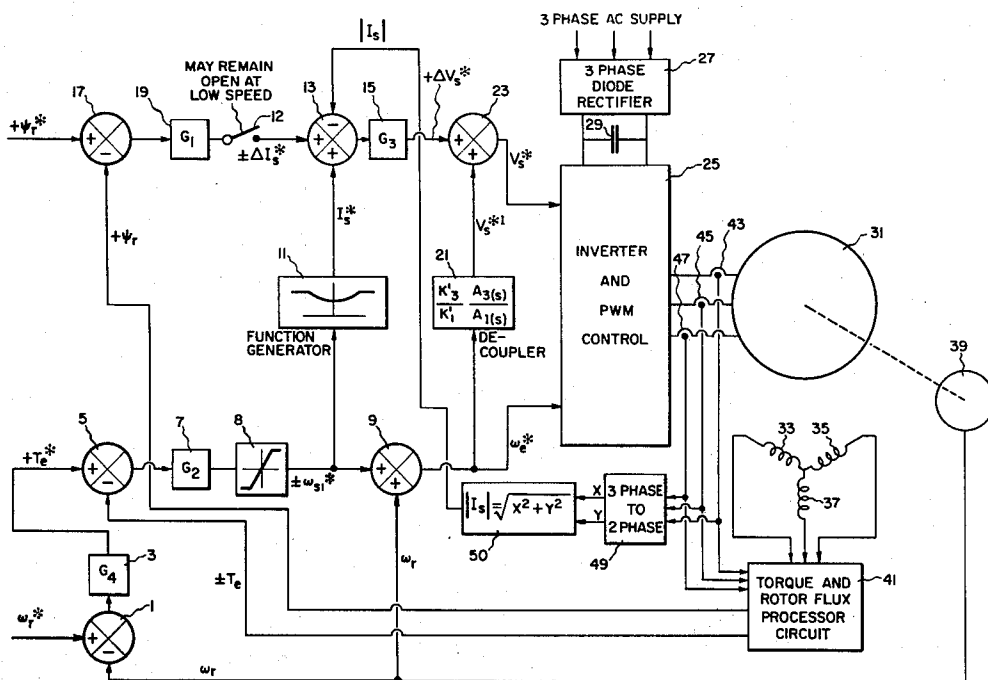 3 PHASE AC SUPPLY
|Iₛ|
27
3 PHASE
DIODE
RECTIFIER
MAY REMAIN
OPEN AT
LOW SPEED
17
19
12
13
15
+ΔVₛ*
23
29
+ψᵣ*
+
−
G₁
±ΔIₛ*
+
−
+
G₃
+
+
Vₛ*
25
+ψᵣ
Iₛ*
Vₛ*¹
43
45
47
31
11
21
K'₃
K'₁
A₃(s)
A₁(s)
INVERTER
AND
PWM
CONTROL
FUNCTION
GENERATOR
DE-
COUPLER
39
5
7
8
9
+Tₑ*
+
−
G₂
±ωₛₗ*
+
+
ωₑ*
33
35
37
|Iₛ| = √X²+Y²
X
Y
3 PHASE
TO
2 PHASE
50
49
3
G₄
±Tₑ
ωᵣ
41
TORQUE AND
ROTOR FLUX
PROCESSOR
CIRCUIT
1
ωᵣ*
+
−
ωᵣ